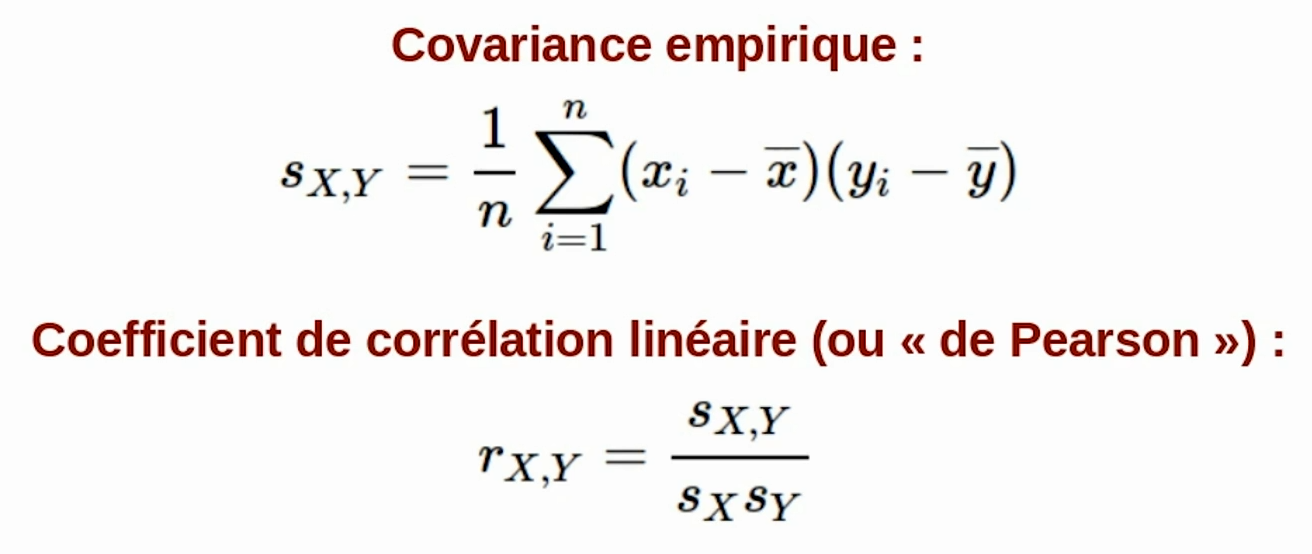 Covariance empirique :
$s_{X,Y} = \frac{1}{n} \sum_{i=1}^{n} (x_i - \overline{x})(y_i - \overline{y})$
Coefficient de corrélation linéaire (ou « de Pearson ») :
$r_{X,Y} = \frac{s_{X,Y}}{s_X s_Y}$